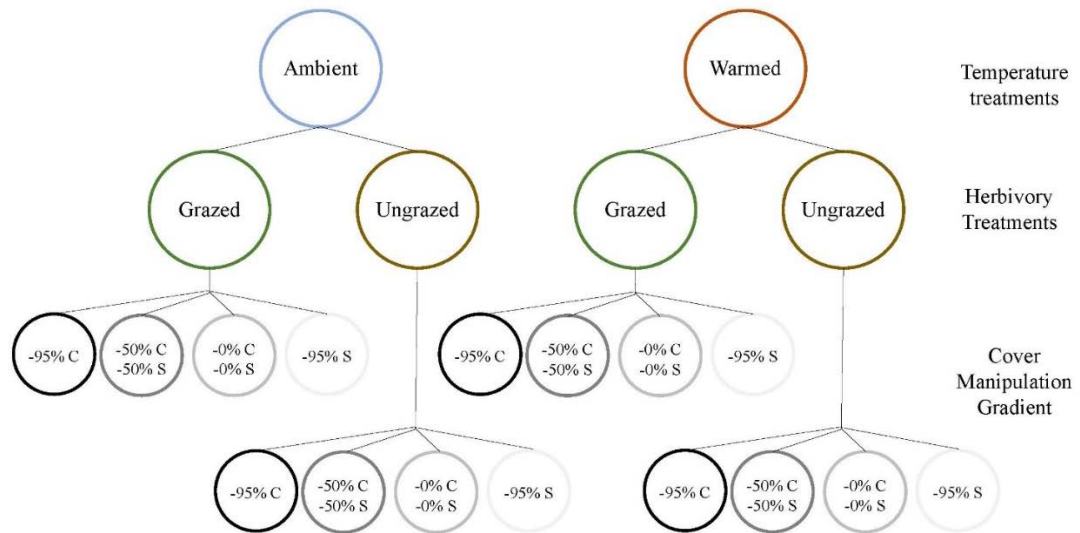 Ambient
Warmed
Temperature
treatments
Grazed
Ungrazed
Grazed
Ungrazed
Herbivory
Treatments
-95% C
-50% C
-50% S
-0% C
-0% S
-95% S
-95% C
-50% C
-50% S
-0% C
-0% S
-95% S
Cover
Manipulation
Gradient
-95% C
-50% C
-50% S
-0% C
-0% S
-95% S
-95% C
-50% C
-50% S
-0% C
-0% S
-95% S